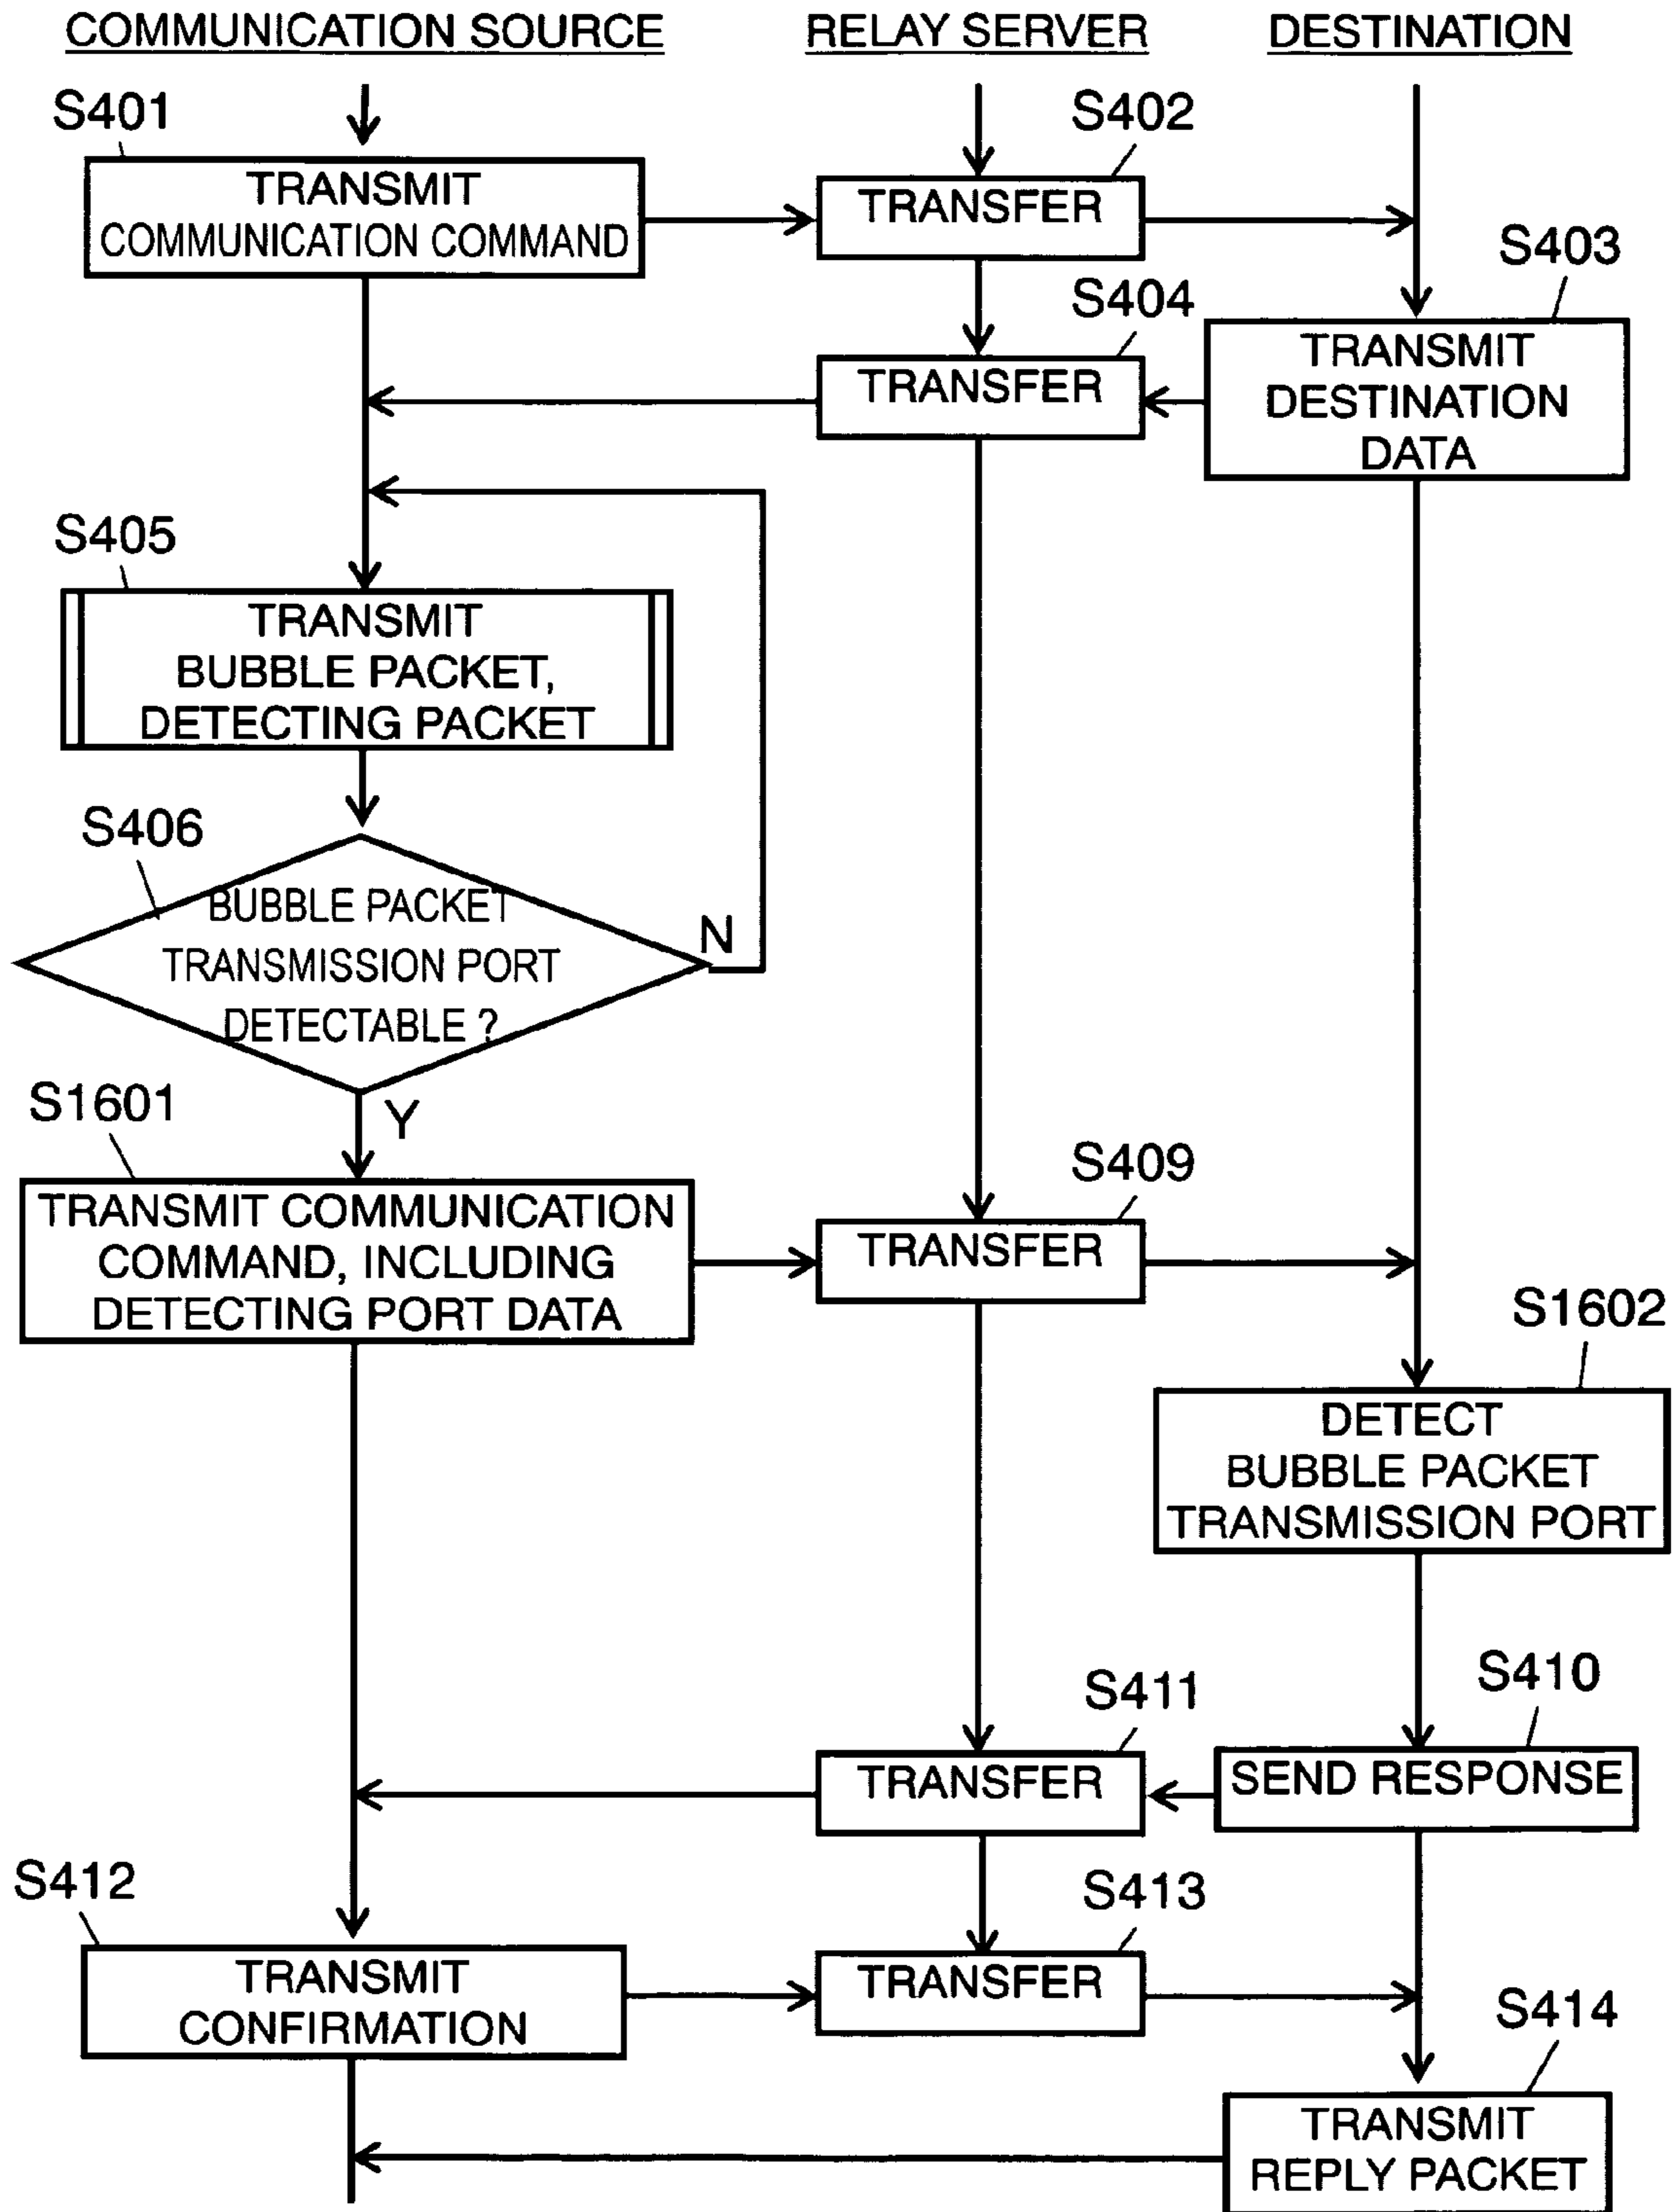 COMMUNICATION SOURCE
RELAY SERVER
DESTINATION
S401
TRANSMIT
COMMUNICATION COMMAND
S402
TRANSFER
S403
TRANSMIT
DESTINATION
DATA
S404
TRANSFER
S405
TRANSMIT
BUBBLE PACKET,
DETECTING PACKET
S406
BUBBLE PACKET
TRANSMISSION PORT
DETECTABLE ?
N
Y
S1601
TRANSMIT COMMUNICATION
COMMAND, INCLUDING
DETECTING PORT DATA
S409
TRANSFER
S1602
DETECT
BUBBLE PACKET
TRANSMISSION PORT
S410
SEND RESPONSE
S411
TRANSFER
S412
TRANSMIT
CONFIRMATION
S413
TRANSFER
S414
TRANSMIT
REPLY PACKET